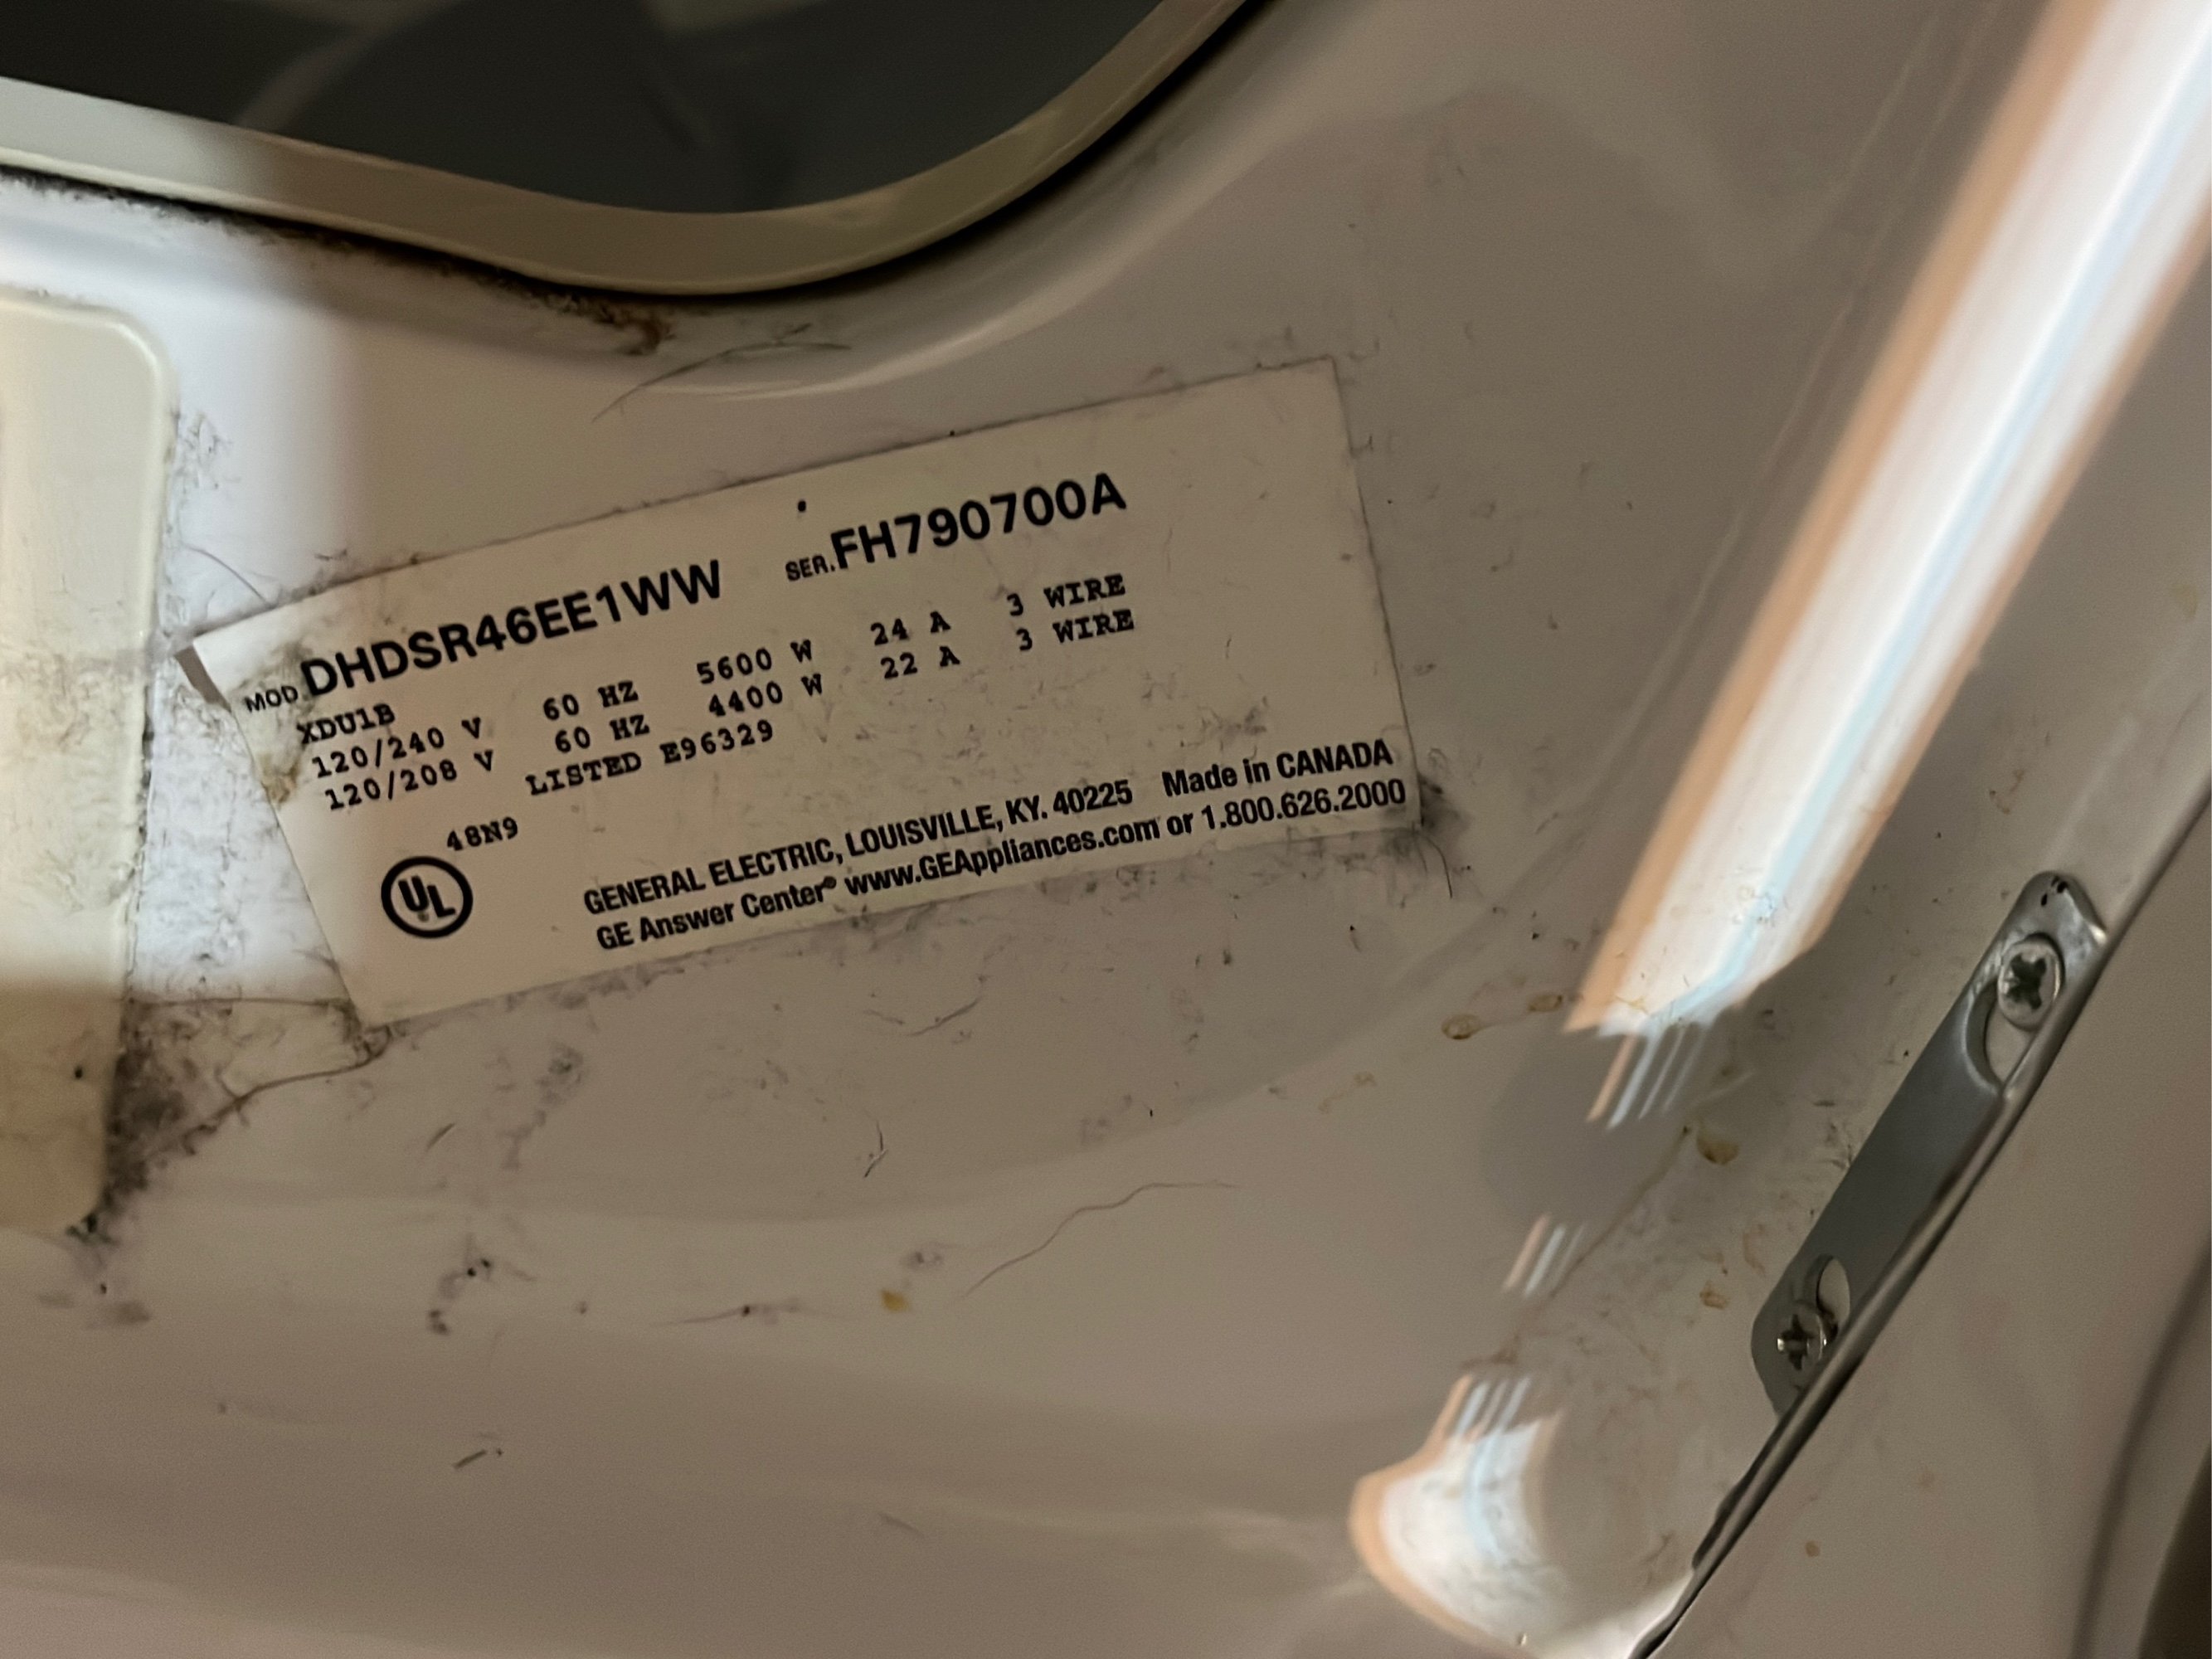 MOD. DHDSR46EE1WW SER. FH790700A
XDU1B
120/240 V 60 HZ 5600 W 24 A 3 WIRE
120/208 V 60 HZ 4400 W 22 A 3 WIRE
LISTED E96329
48N9
UL
GENERAL ELECTRIC, LOUISVILLE, KY. 40225 Made in CANADA
GE Answer Center® www.GEAppliances.com or 1.800.626.2000